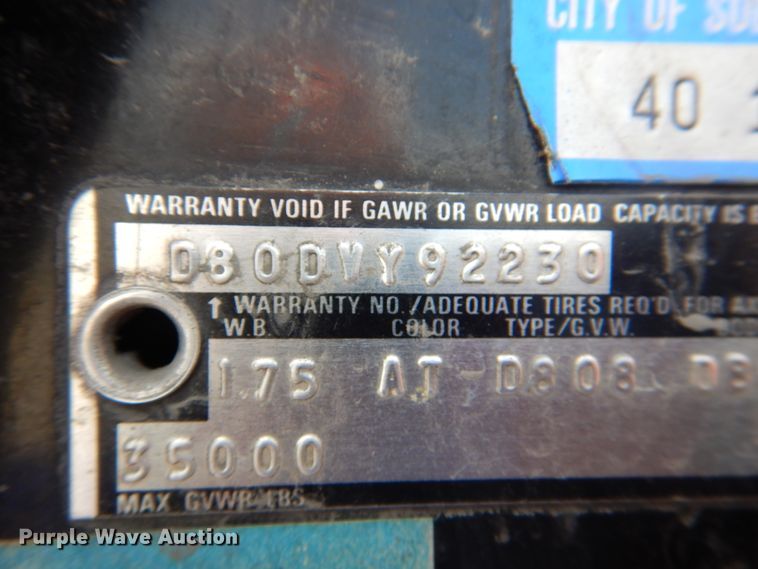 CITY OF
40
WARRANTY VOID IF GAWR OR GVWR LOAD CAPACITY IS
D80DVY92230
↑ WARRANTY NO./ADEQUATE TIRES REQ'D FOR
W.B. COLOR TYPE/G.V.W.
175 AT D808
35000
MAX GVWR LBS
Purple Wave Auction